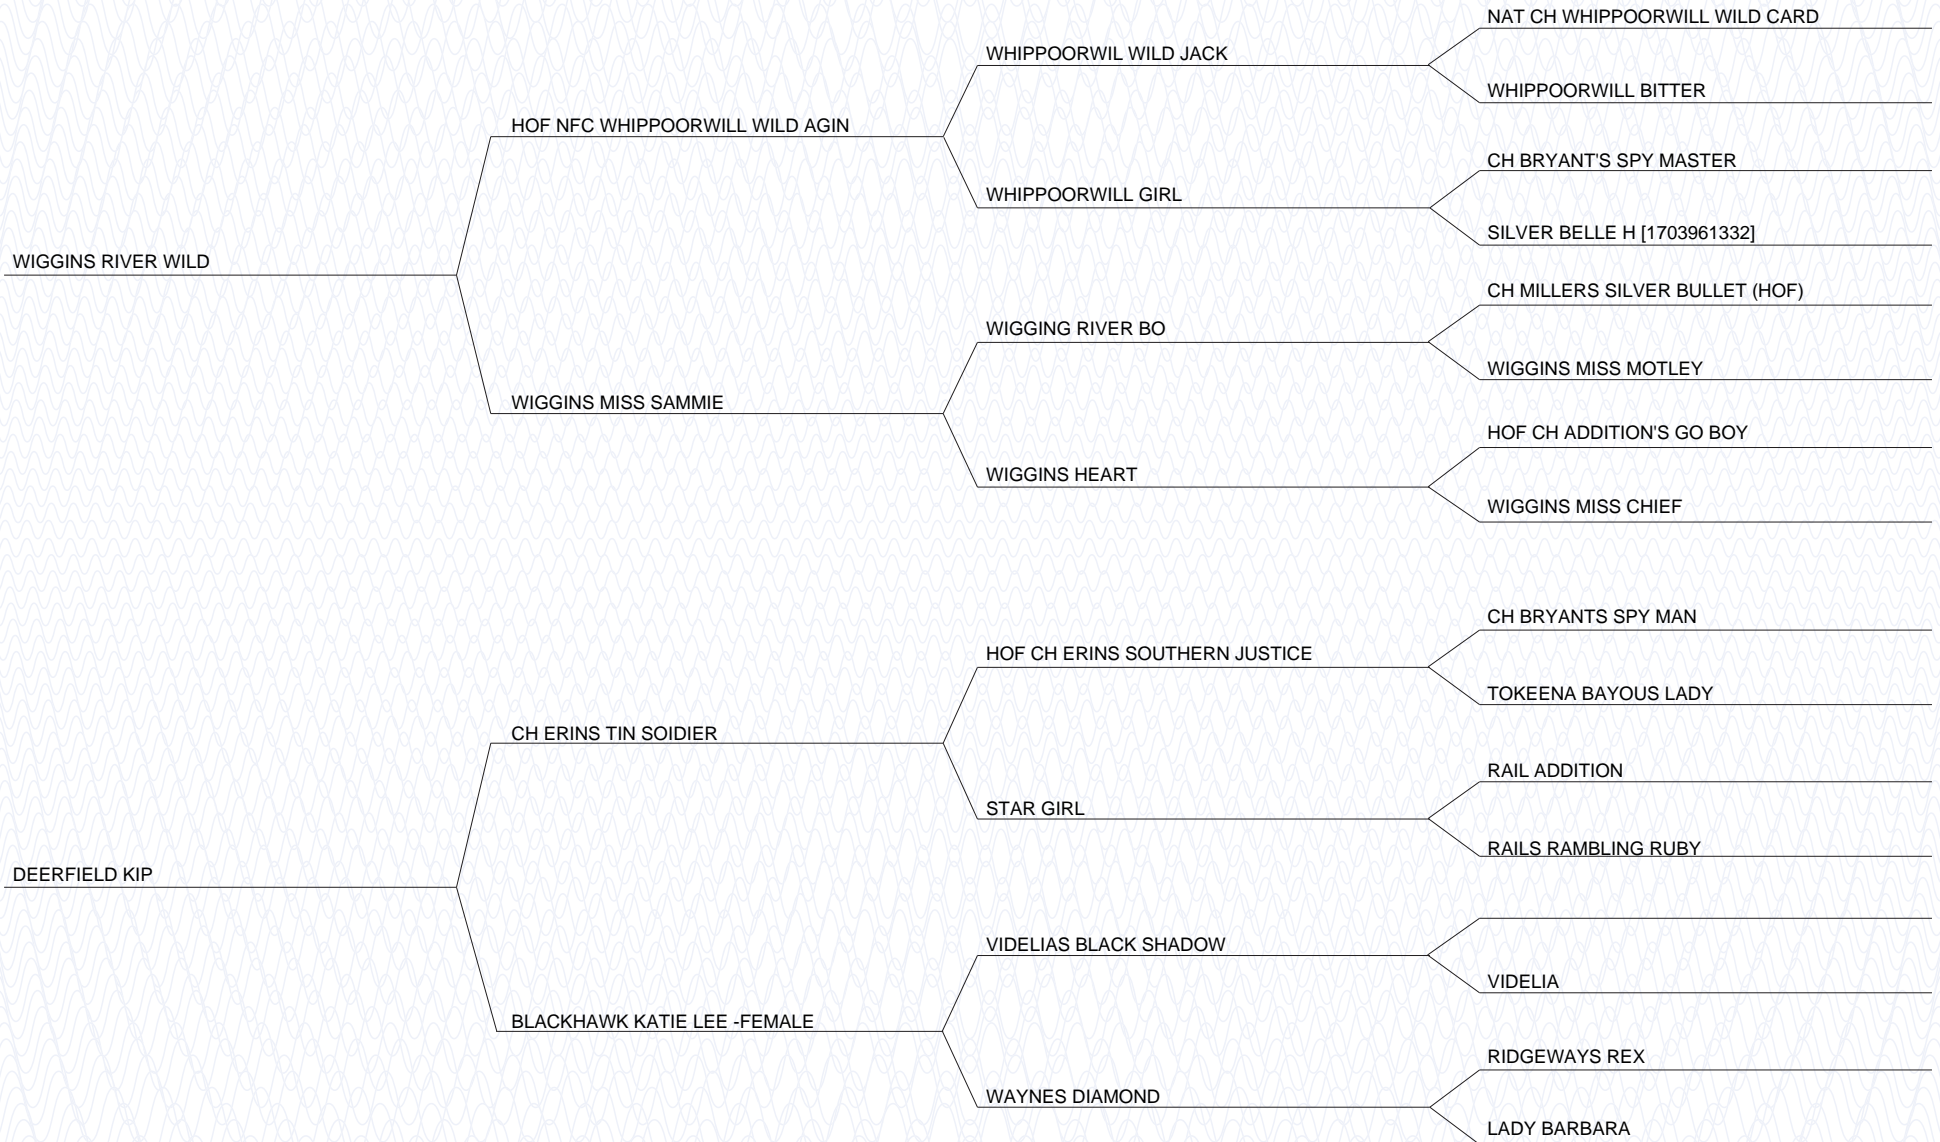 NAT CH WHIPPOORWILL WILD CARD
WHIPPOORWIL WILD JACK
WHIPPOORWILL BITTER
HOF NFC WHIPPOORWILL WILD AGIN
CH BRYANT'S SPY MASTER
WHIPPOORWILL GIRL
SILVER BELLE H [1703961332]
WIGGINS RIVER WILD
CH MILLERS SILVER BULLET (HOF)
WIGGING RIVER BO
WIGGINS MISS MOTLEY
WIGGINS MISS SAMMIE
HOF CH ADDITION'S GO BOY
WIGGINS HEART
WIGGINS MISS CHIEF
CH BRYANTS SPY MAN
HOF CH ERINS SOUTHERN JUSTICE
TOKEENA BAYOUS LADY
CH ERINS TIN SOIDIER
RAIL ADDITION
STAR GIRL
RAILS RAMBLING RUBY
DEERFIELD KIP
VIDELIAS BLACK SHADOW
VIDELIA
BLACKHAWK KATIE LEE -FEMALE
RIDGEWAYS REX
WAYNES DIAMOND
LADY BARBARA